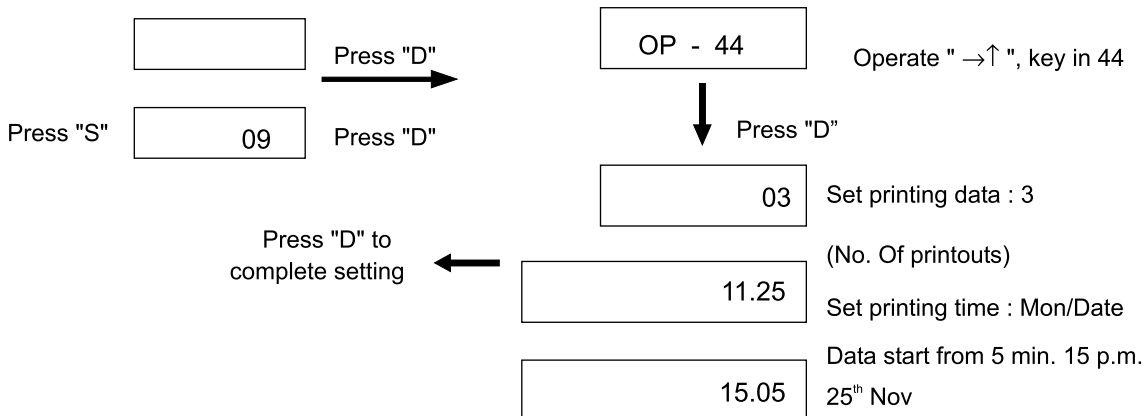 Press "D"
OP - 44
Operate " →↑ ", key in 44
Press "S"
09
Press "D"
Press "D”
03
Set printing data : 3
(No. Of printouts)
Press "D" to
complete setting
11.25
Set printing time : Mon/Date
Data start from 5 min. 15 p.m.
15.05
25th Nov